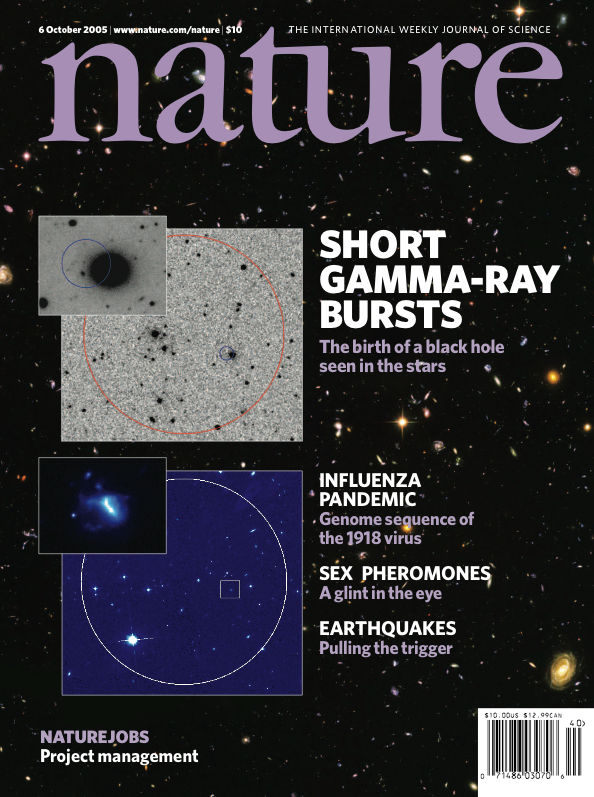 6 October 2005 | www.nature.com/nature | $10
THE INTERNATIONAL WEEKLY JOURNAL OF SCIENCE
nature
SHORT
GAMMA-RAY
BURSTS
The birth of a black hole
seen in the stars
INFLUENZA
PANDEMIC
Genome sequence of
the 1918 virus
SEX PHEROMONES
A glint in the eye
EARTHQUAKES
Pulling the trigger
NATUREJOBS
Project management
$10.00US $12.99CAN
40>
0 71486 03070 6